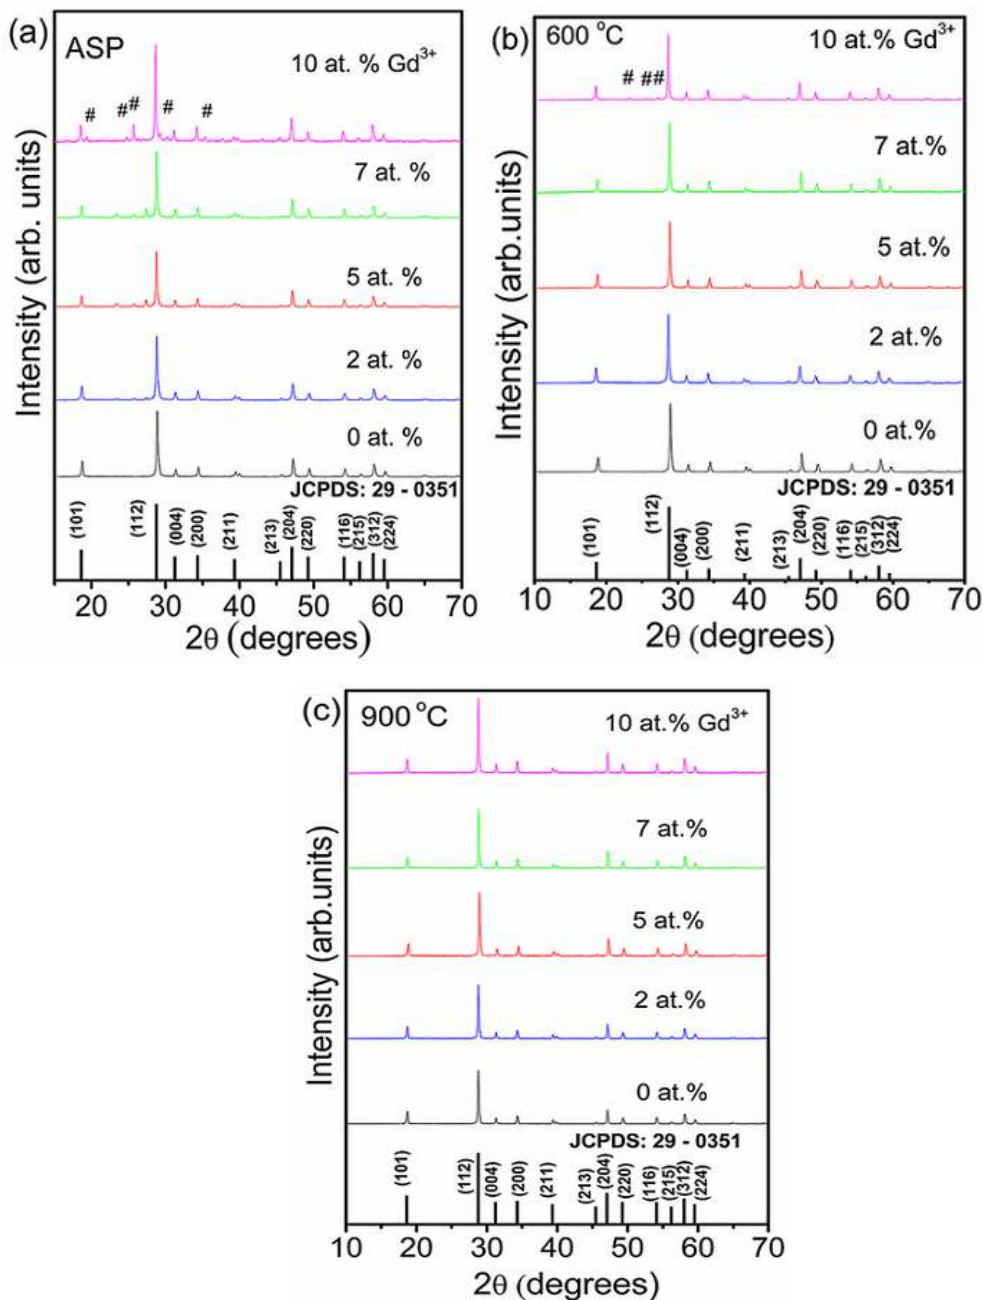 (a) ASP
10 at. % Gd³⁺
# # # # #
7 at. %
5 at. %
2 at. %
0 at. %
JCPDS: 29 - 0351
(101) (112) (004) (200) (211) (213) (204) (220) (116) (215) (312) (224)
20 30 40 50 60 70
2θ (degrees)
Intensity (arb. units)
(b) 600 °C
10 at.% Gd³⁺
# ##
7 at.%
5 at.%
2 at.%
0 at.%
JCPDS: 29 - 0351
(101) (112) (004) (200) (211) (213) (204) (220) (116) (215) (312) (224)
10 20 30 40 50 60 70
2θ (degrees)
Intensity (arb.units)
(c) 900 °C
10 at.% Gd³⁺
7 at.%
5 at.%
2 at.%
0 at.%
JCPDS: 29 - 0351
(101) (112) (004) (200) (211) (213) (204) (220) (116) (215) (312) (224)
10 20 30 40 50 60 70
2θ (degrees)
Intensity (arb.units)